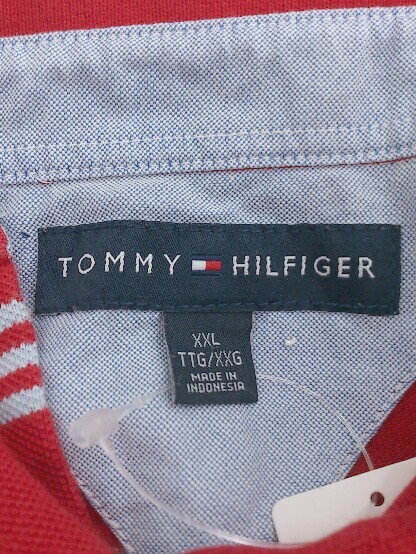 TOMMY HILFIGER
XXL
TTG/XXG
MADE IN
INDONESIA